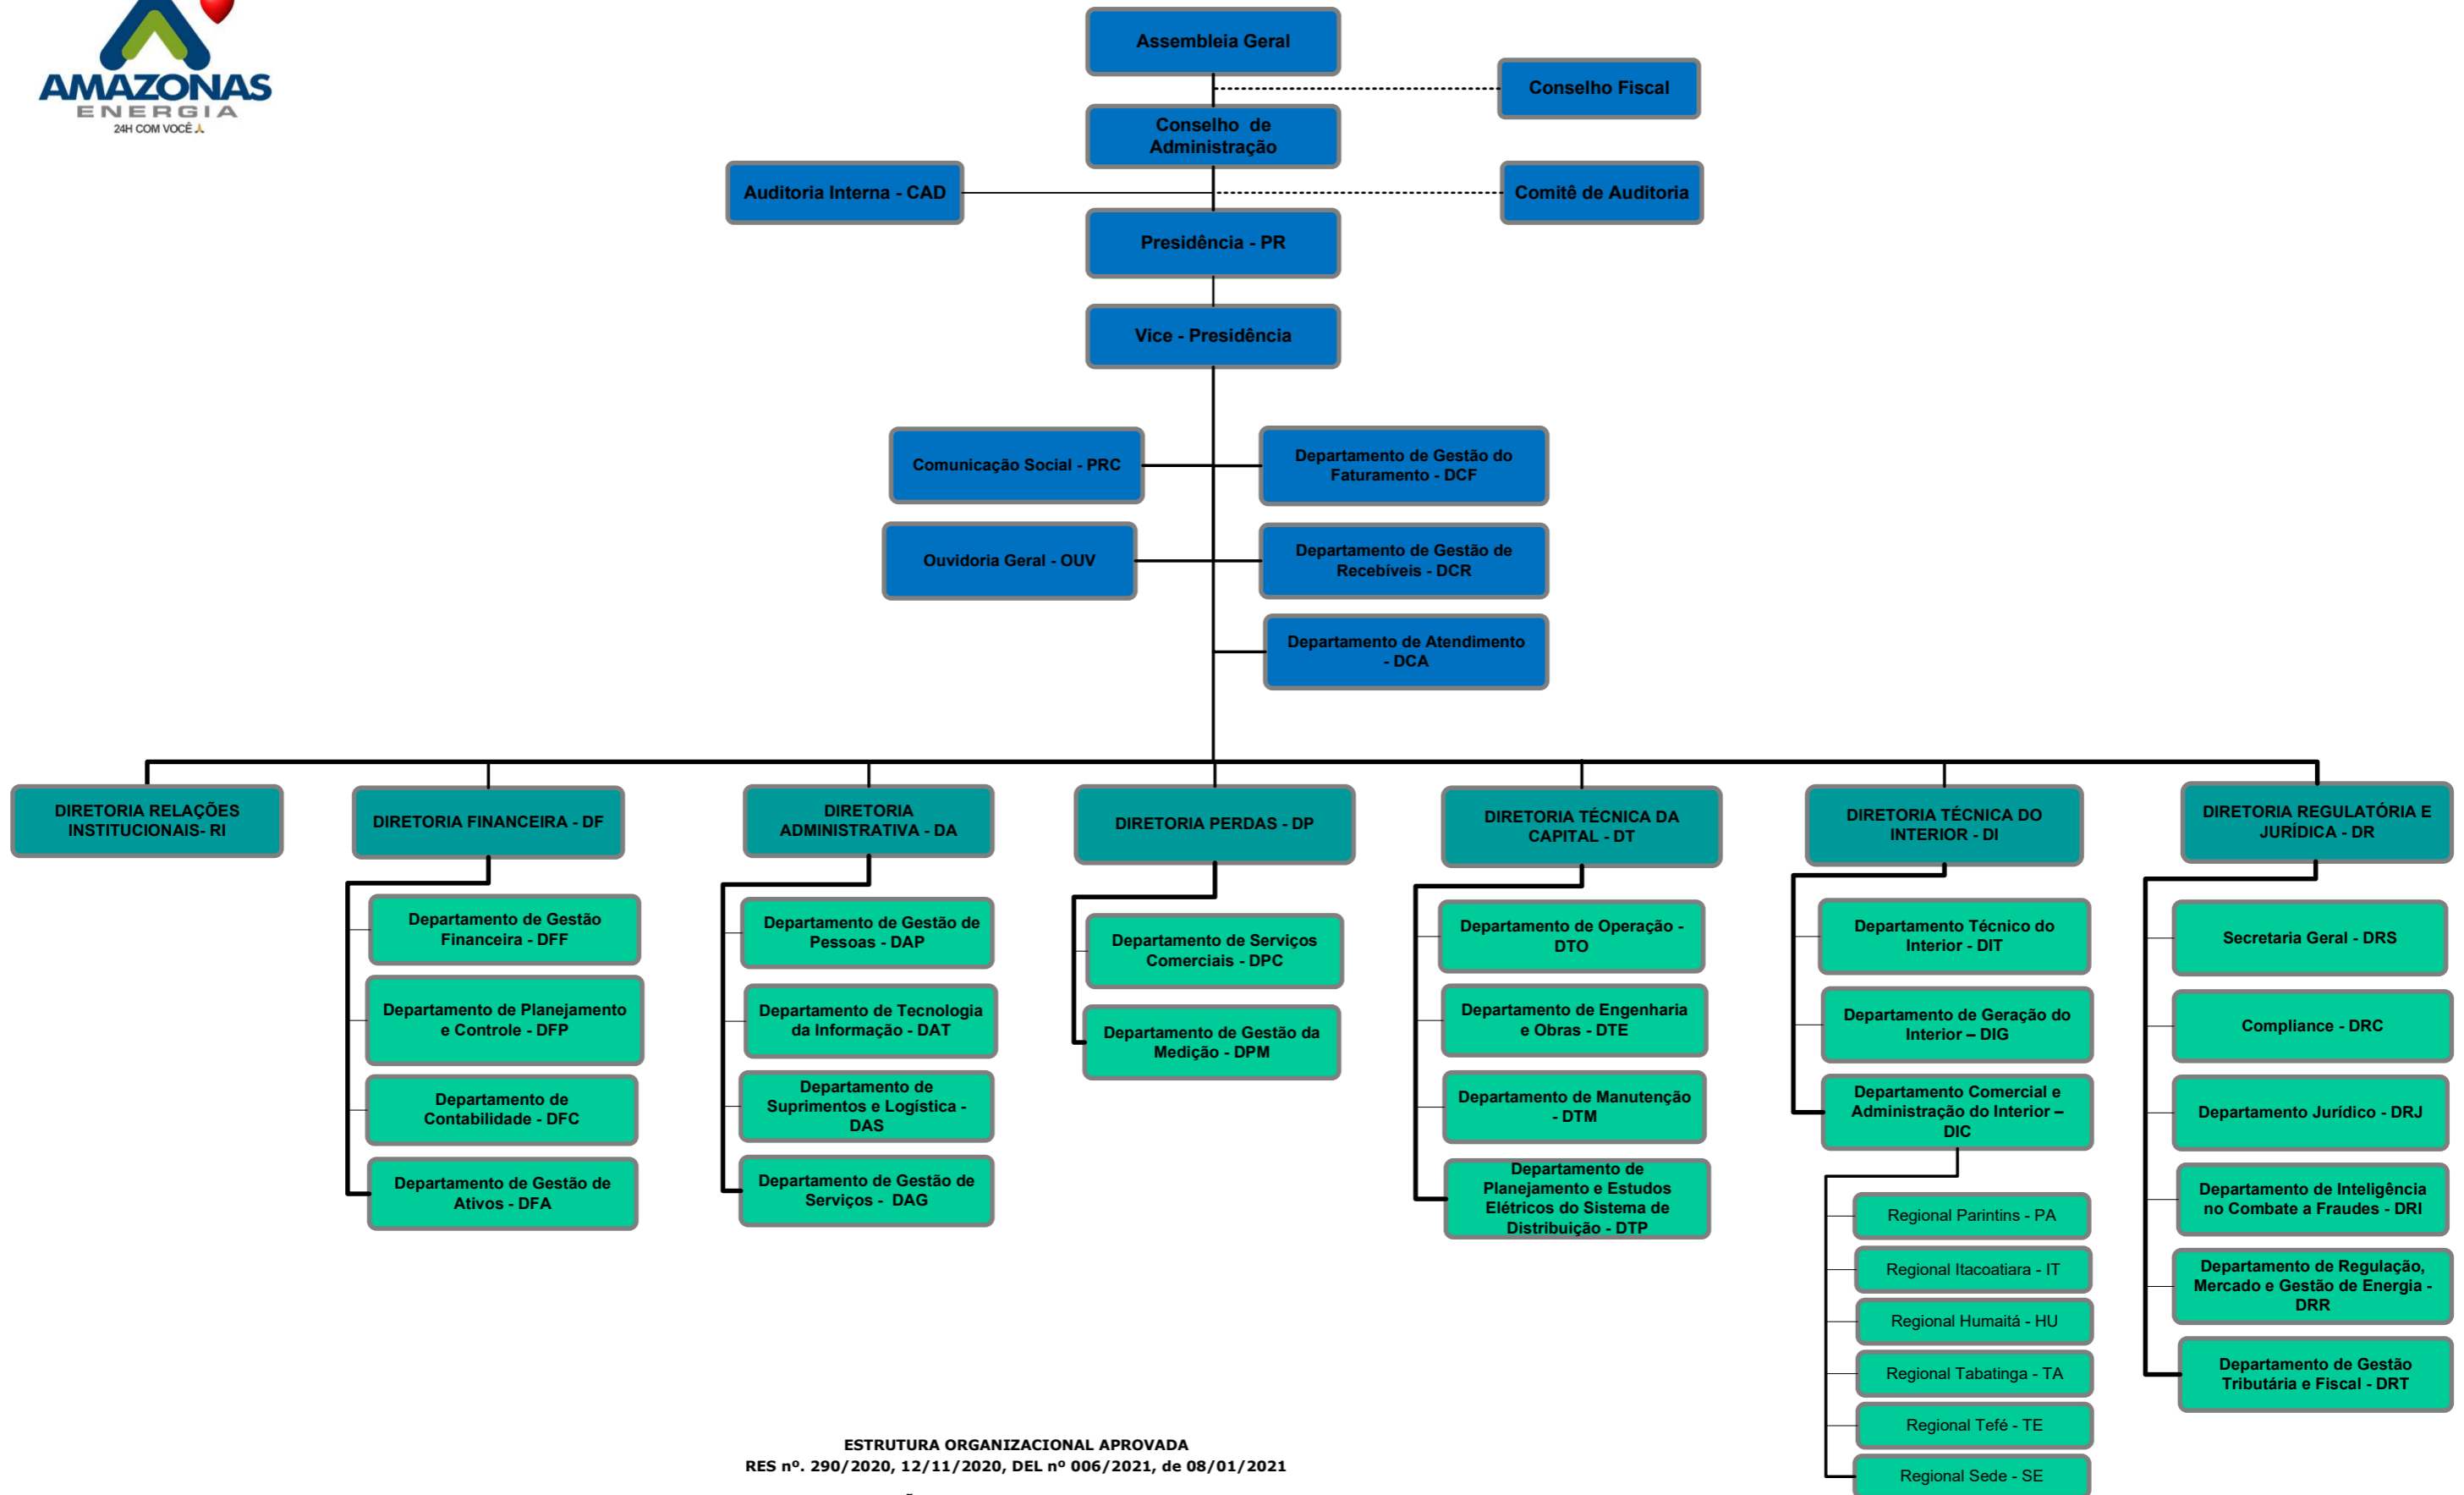 AMAZONAS
ENERGIA
24H COM VOCÊ
Assembleia Geral
Conselho Fiscal
Conselho de
Administração
Auditoria Interna - CAD
Comitê de Auditoria
Presidência - PR
Vice - Presidência
Comunicação Social - PRC
Departamento de Gestão do
Faturamento - DCF
Ouvidoria Geral - OUV
Departamento de Gestão de
Recebíveis - DCR
Departamento de Atendimento
- DCA
DIRETORIA RELAÇÕES
INSTITUCIONAIS- RI
DIRETORIA FINANCEIRA - DF
Departamento de Gestão
Financeira - DFF
Departamento de Planejamento
e Controle - DFP
Departamento de
Contabilidade - DFC
Departamento de Gestão de
Ativos - DFA
DIRETORIA
ADMINISTRATIVA - DA
Departamento de Gestão de
Pessoas - DAP
Departamento de Tecnologia
da Informação - DAT
Departamento de
Suprimentos e Logística -
DAS
Departamento de Gestão de
Serviços - DAG
DIRETORIA PERDAS - DP
Departamento de Serviços
Comerciais - DPC
Departamento de Gestão da
Medição - DPM
DIRETORIA TÉCNICA DA
CAPITAL - DT
Departamento de Operação -
DTO
Departamento de Engenharia
e Obras - DTE
Departamento de Manutenção
- DTM
Departamento de
Planejamento e Estudos
Elétricos do Sistema de
Distribuição - DTP
DIRETORIA TÉCNICA DO
INTERIOR - DI
Departamento Técnico do
Interior - DIT
Departamento de Geração do
Interior – DIG
Departamento Comercial e
Administração do Interior –
DIC
Regional Parintins - PA
Regional Itacoatiara - IT
Regional Humaitá - HU
Regional Tabatinga - TA
Regional Tefé - TE
Regional Sede - SE
DIRETORIA REGULATÓRIA E
JURÍDICA - DR
Secretaria Geral - DRS
Compliance - DRC
Departamento Jurídico - DRJ
Departamento de Inteligência
no Combate a Fraudes - DRI
Departamento de Regulação,
Mercado e Gestão de Energia -
DRR
Departamento de Gestão
Tributária e Fiscal - DRT
ESTRUTURA ORGANIZACIONAL APROVADA
RES nº. 290/2020, 12/11/2020, DEL nº 006/2021, de 08/01/2021